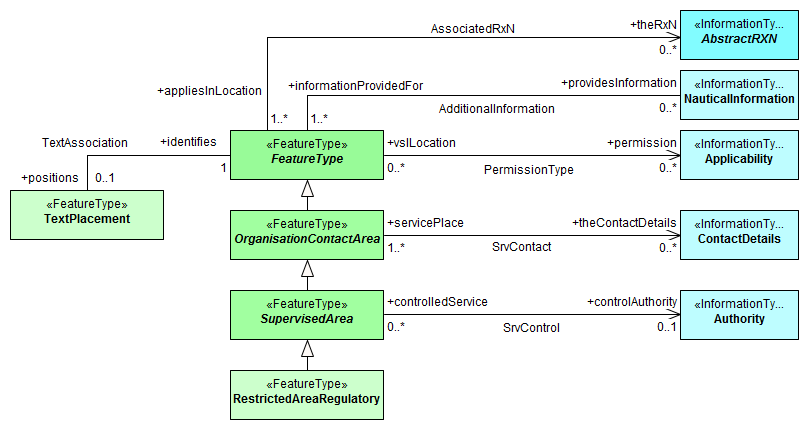 «InformationTy...
AbstractRXN
AssociatedRxN
+theRxN
0..*
+appliesInLocation
1..*
+informationProvidedFor
1..*
AdditionalInformation
+providesInformation
0..*
«InformationTy...
NauticalInformation
TextAssociation
+identifies
1
+positions
0..1
«FeatureType»
FeatureType
+vslLocation
0..*
PermissionType
+permission
0..*
«InformationTy...
Applicability
«FeatureType»
TextPlacement
«FeatureType»
OrganisationContactArea
+servicePlace
1..*
SrvContact
+theContactDetails
0..*
«InformationTy...
ContactDetails
«FeatureType»
SupervisedArea
+controlledService
0..*
SrvControl
+controlAuthority
0..1
«InformationTy...
Authority
«FeatureType»
RestrictedAreaRegulatory